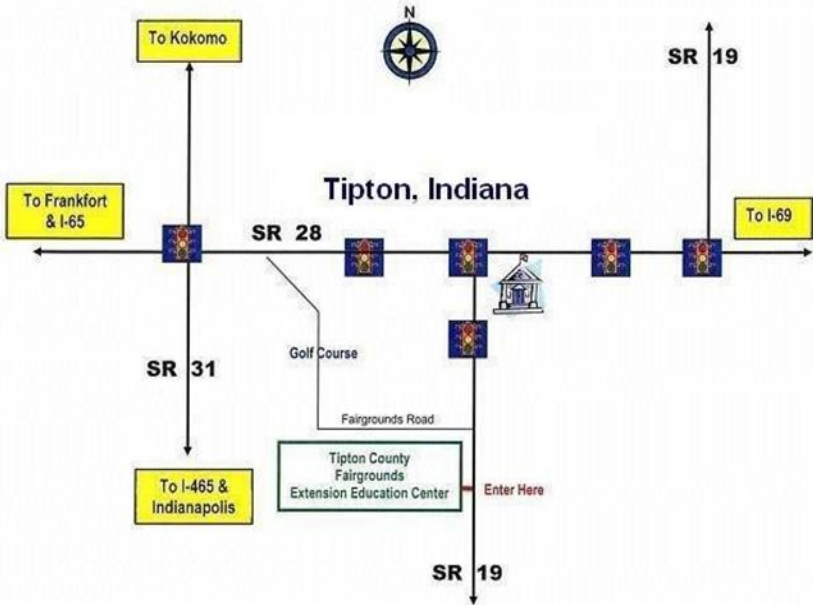 N
To Kokomo
SR 19
Tipton, Indiana
To Frankfort
& I-65
To I-69
SR 28
Golf Course
SR 31
Fairgrounds Road
Tipton County
Fairgrounds
Extension Education Center
Enter Here
To I-465 &
Indianapolis
SR 19